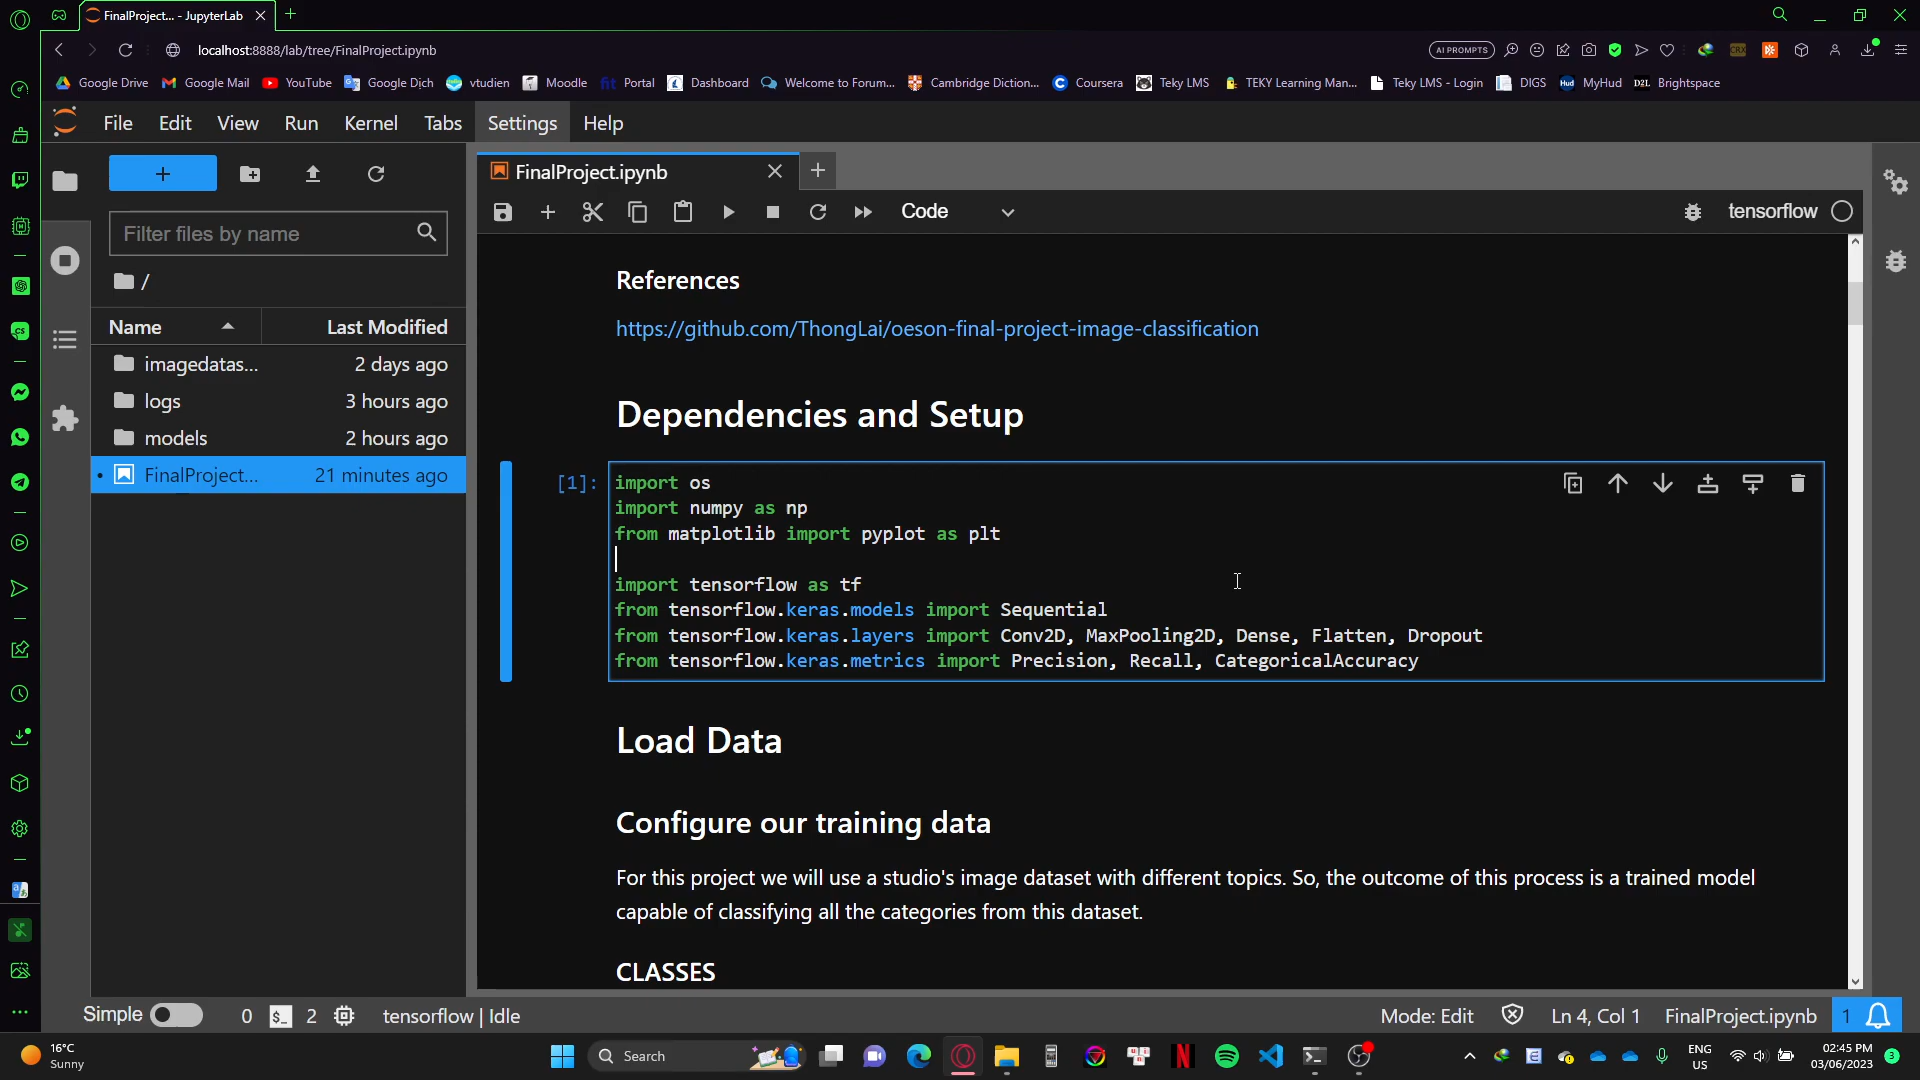 FinalProject... - JupyterLab
localhost:8888/lab/tree/FinalProject.ipynb
AI PROMPTS
Google Drive
Google Mail
YouTube
Google Dịch
vtudien
Moodle
fit Portal
Dashboard
Welcome to Forum...
Cambridge Diction...
Coursera
Teky LMS
TEKY Learning Man...
Teky LMS - Login
DIGS
Hud MyHud
D2L Brightspace
File Edit View Run Kernel Tabs Settings Help
FinalProject.ipynb
Code
tensorflow
Filter files by name
/
Name Last Modified
imagedatas... 2 days ago
logs 3 hours ago
models 2 hours ago
FinalProject... 21 minutes ago
References
https://github.com/ThongLai/oeson-final-project-image-classification
Dependencies and Setup
[1]:
import os
import numpy as np
from matplotlib import pyplot as plt
import tensorflow as tf
from tensorflow.keras.models import Sequential
from tensorflow.keras.layers import Conv2D, MaxPooling2D, Dense, Flatten, Dropout
from tensorflow.keras.metrics import Precision, Recall, CategoricalAccuracy
Load Data
Configure our training data
For this project we will use a studio's image dataset with different topics. So, the outcome of this process is a trained model
capable of classifying all the categories from this dataset.
CLASSES
Simple 0 $_ 2 tensorflow | Idle
Mode: Edit Ln 4, Col 1 FinalProject.ipynb 1
16°C
Sunny
Search
ENG
US
02:45 PM
03/06/2023
3